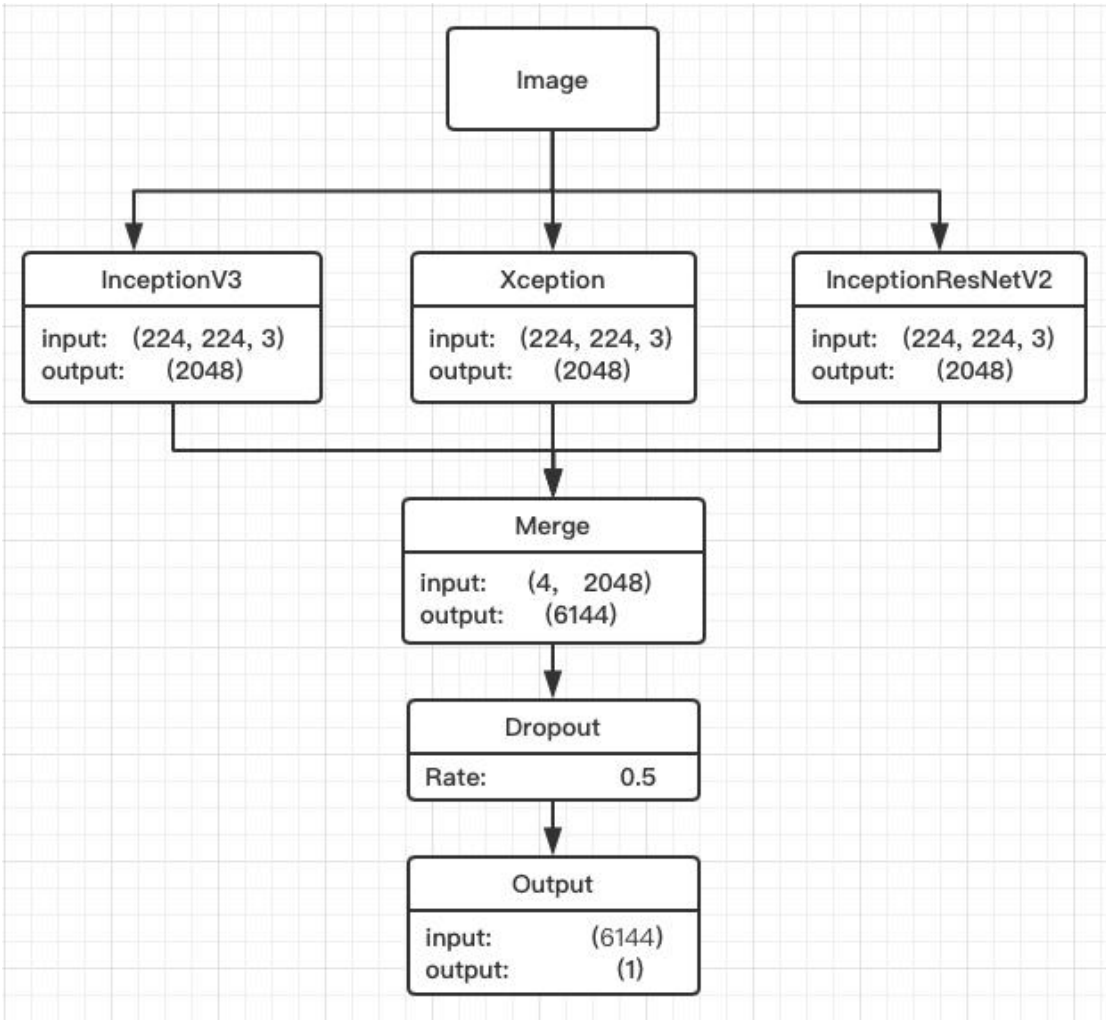 Image
InceptionV3
input: (224, 224, 3)
output: (2048)
Xception
input: (224, 224, 3)
output: (2048)
InceptionResNetV2
input: (224, 224, 3)
output: (2048)
Merge
input: (4, 2048)
output: (6144)
Dropout
Rate: 0.5
Output
input: (6144)
output: (1)